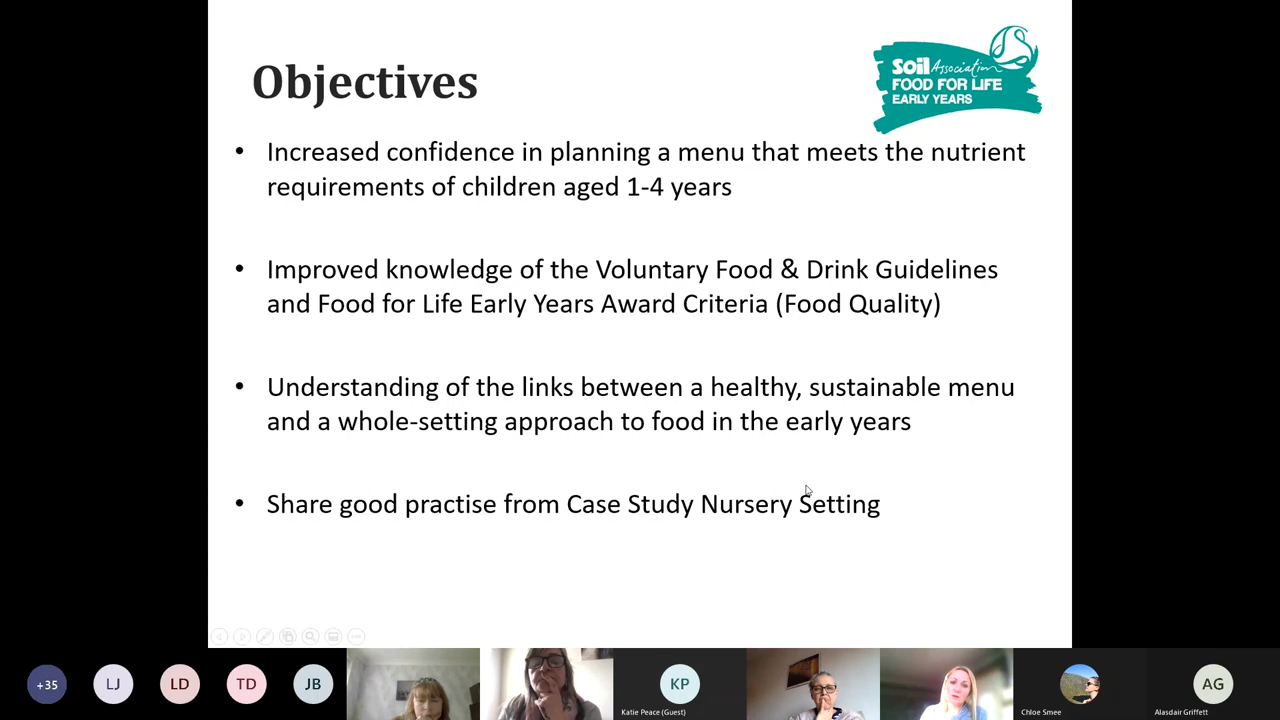 Objectives
Soil Association
FOOD FOR LIFE
EARLY YEARS
• Increased confidence in planning a menu that meets the nutrient
requirements of children aged 1-4 years
• Improved knowledge of the Voluntary Food & Drink Guidelines
and Food for Life Early Years Award Criteria (Food Quality)
• Understanding of the links between a healthy, sustainable menu
and a whole-setting approach to food in the early years
• Share good practise from Case Study Nursery Setting
+35
LJ
LD
TD
JB
KP
Katie Peace (Guest)
Chloe Smee
AG
Alasdair Griffett